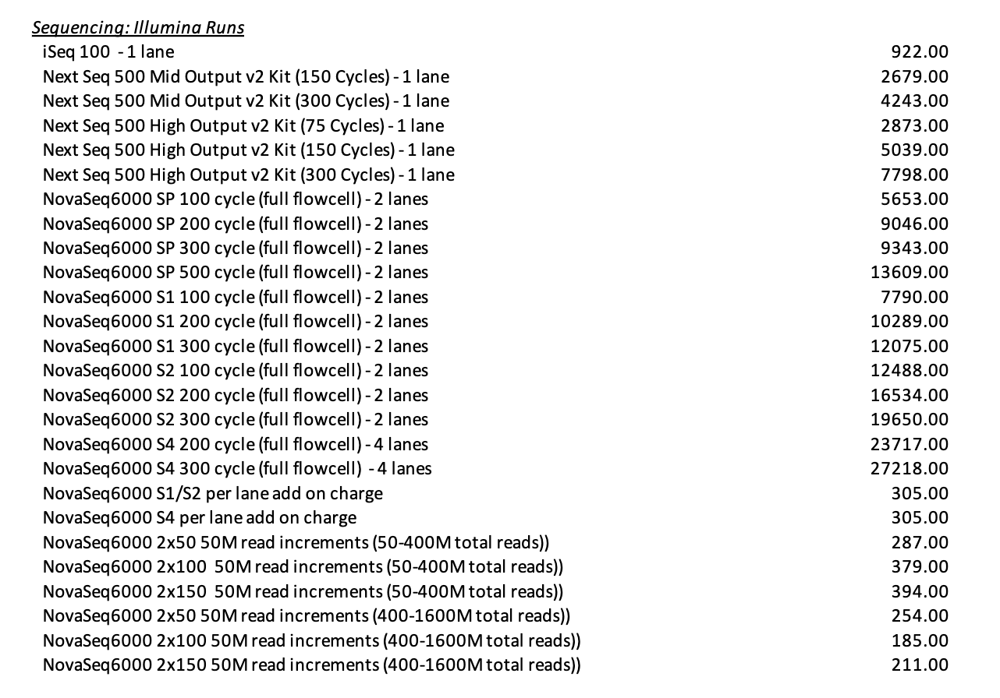 Sequencing: Illumina Runs
iSeq 100 - 1 lane 922.00
Next Seq 500 Mid Output v2 Kit (150 Cycles) - 1 lane 2679.00
Next Seq 500 Mid Output v2 Kit (300 Cycles) - 1 lane 4243.00
Next Seq 500 High Output v2 Kit (75 Cycles) - 1 lane 2873.00
Next Seq 500 High Output v2 Kit (150 Cycles) - 1 lane 5039.00
Next Seq 500 High Output v2 Kit (300 Cycles) - 1 lane 7798.00
NovaSeq6000 SP 100 cycle (full flowcell) - 2 lanes 5653.00
NovaSeq6000 SP 200 cycle (full flowcell) - 2 lanes 9046.00
NovaSeq6000 SP 300 cycle (full flowcell) - 2 lanes 9343.00
NovaSeq6000 SP 500 cycle (full flowcell) - 2 lanes 13609.00
NovaSeq6000 S1 100 cycle (full flowcell) - 2 lanes 7790.00
NovaSeq6000 S1 200 cycle (full flowcell) - 2 lanes 10289.00
NovaSeq6000 S1 300 cycle (full flowcell) - 2 lanes 12075.00
NovaSeq6000 S2 100 cycle (full flowcell) - 2 lanes 12488.00
NovaSeq6000 S2 200 cycle (full flowcell) - 2 lanes 16534.00
NovaSeq6000 S2 300 cycle (full flowcell) - 2 lanes 19650.00
NovaSeq6000 S4 200 cycle (full flowcell) - 4 lanes 23717.00
NovaSeq6000 S4 300 cycle (full flowcell) - 4 lanes 27218.00
NovaSeq6000 S1/S2 per lane add on charge 305.00
NovaSeq6000 S4 per lane add on charge 305.00
NovaSeq6000 2x50 50M read increments (50-400M total reads)) 287.00
NovaSeq6000 2x100 50M read increments (50-400M total reads)) 379.00
NovaSeq6000 2x150 50M read increments (50-400M total reads)) 394.00
NovaSeq6000 2x50 50M read increments (400-1600M total reads)) 254.00
NovaSeq6000 2x100 50M read increments (400-1600M total reads)) 185.00
NovaSeq6000 2x150 50M read increments (400-1600M total reads)) 211.00